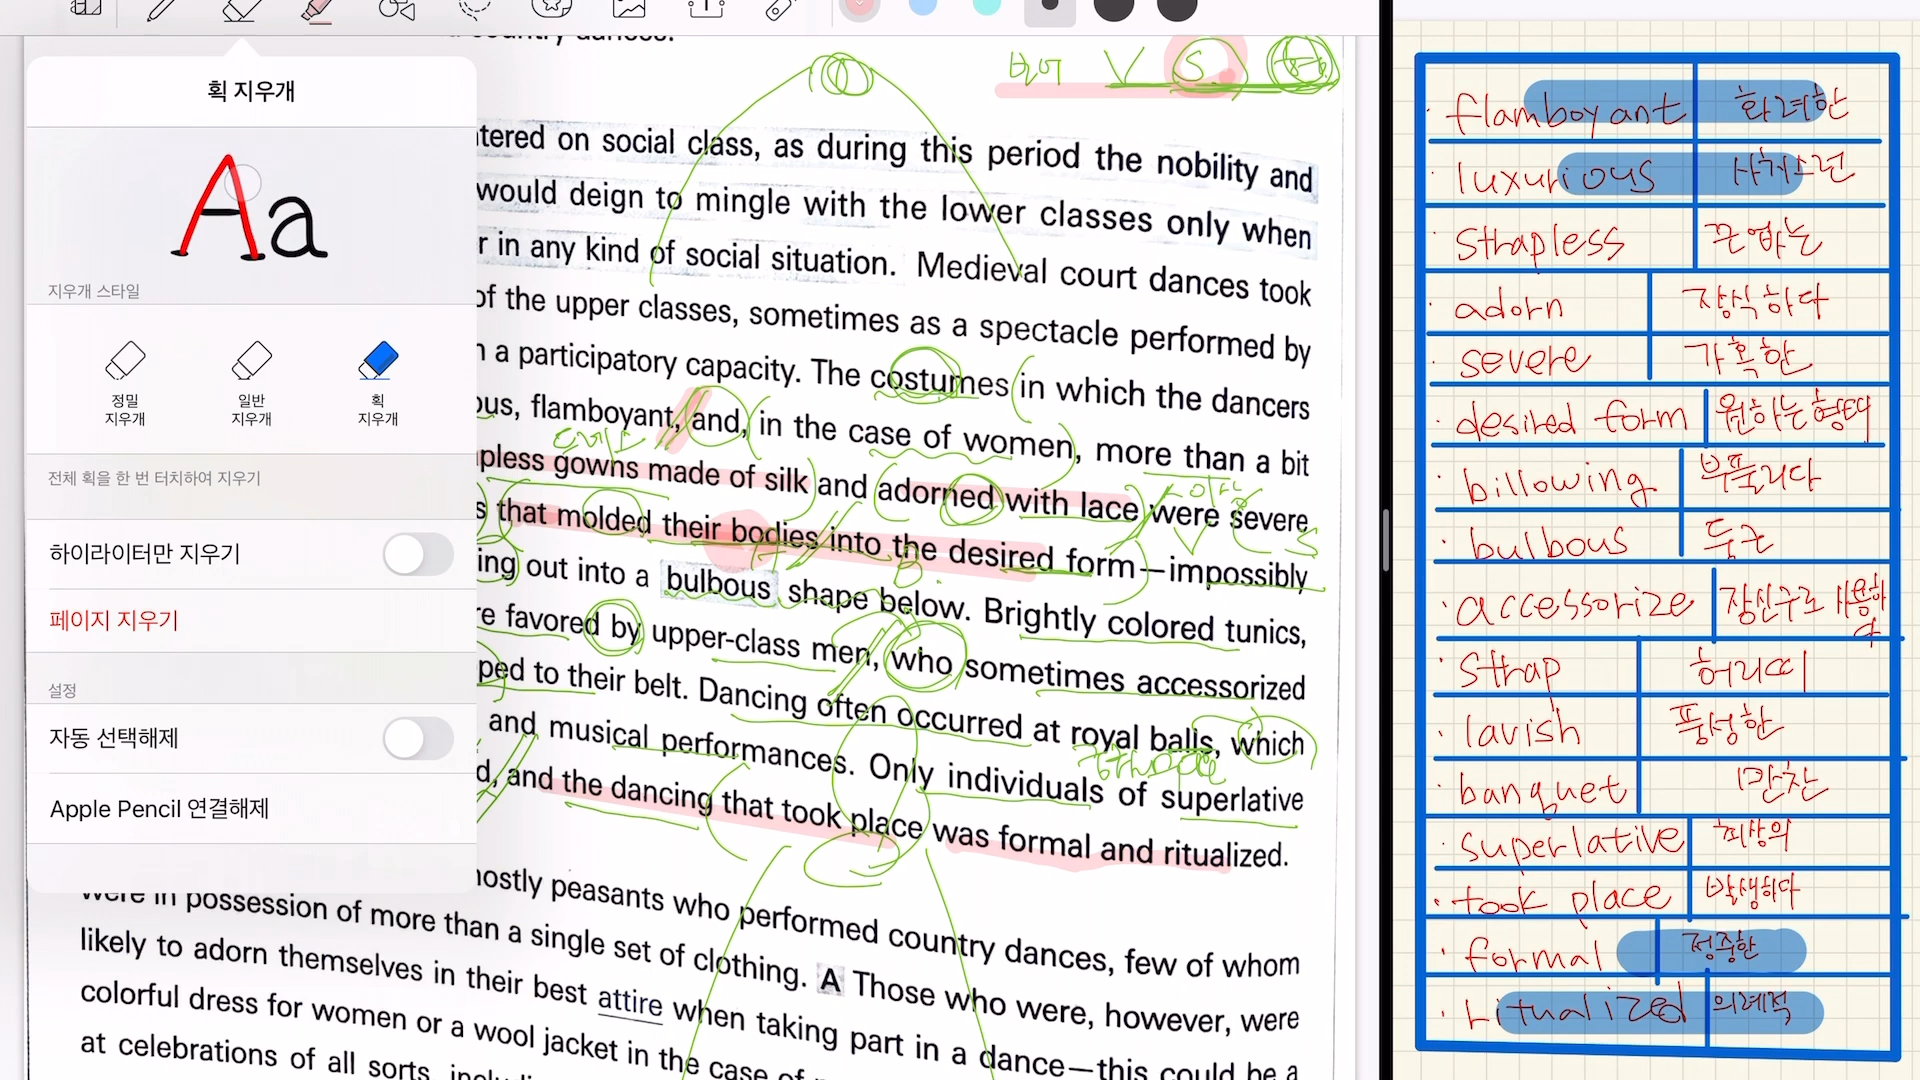 획 지우개
Aa
지우개 스타일
정밀 지우개
일반 지우개
획 지우개
전체 획을 한 번 터치하여 지우기
하이라이터만 지우기
페이지 지우기
설정
자동 선택해제
Apple Pencil 연결해제
country dances.
V S.
tered on social class, as during this period the nobility and
would deign to mingle with the lower classes only when
r in any kind of social situation. Medieval court dances took
of the upper classes, sometimes as a spectacle performed by
n a participatory capacity. The costumes in which the dancers
ous, flamboyant, and, in the case of women, more than a bit
pless gowns made of silk and adorned with lace were severe
s that molded their bodies into the desired form—impossibly
ing out into a bulbous shape below. Brightly colored tunics,
re favored by upper-class men, who sometimes accessorized
ped to their belt. Dancing often occurred at royal balls, which
and musical performances. Only individuals of superlative
d, and the dancing that took place was formal and ritualized.
nostly peasants who performed country dances, few of whom
were in possession of more than a single set of clothing. A Those who were, however, were
likely to adorn themselves in their best attire when taking part in a dance—this could be a
colorful dress for women or a wool jacket in the case of
at celebrations of all sorts,
· flamboyant 화려한
· luxurious 사치스런
· strapless 끈 없는
· adorn 장식하다
· severe 가혹한
· desired form 원하는 형태
· billowing 부풀리다
· bulbous 둥근
· accessorize 장신구로 사용하다
· strap 허리띠
· lavish 풍성한
· banquet 만찬
· superlative 최상의
· took place 발생하다
· formal 정중한
· Litualized 의례적